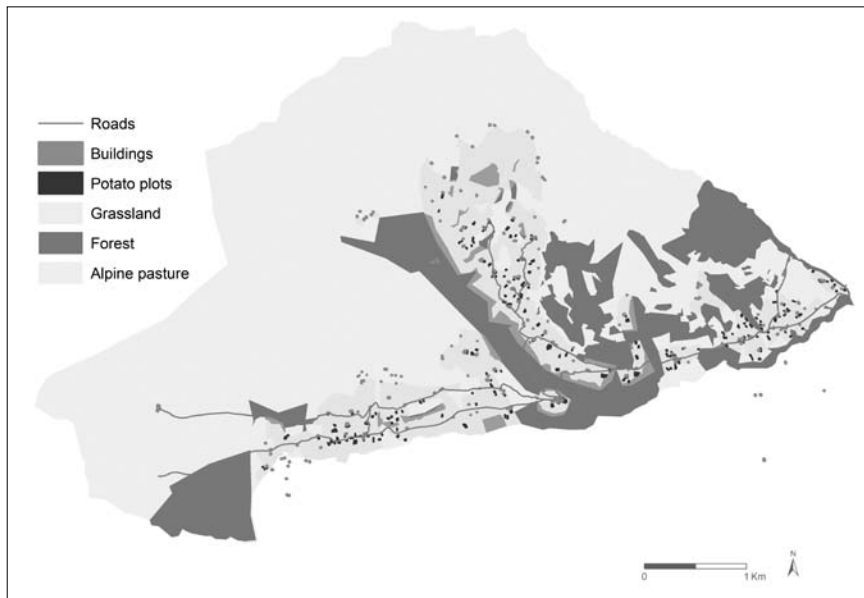 Roads
Buildings
Potato plots
Grassland
Forest
Alpine pasture
N
0 1 Km